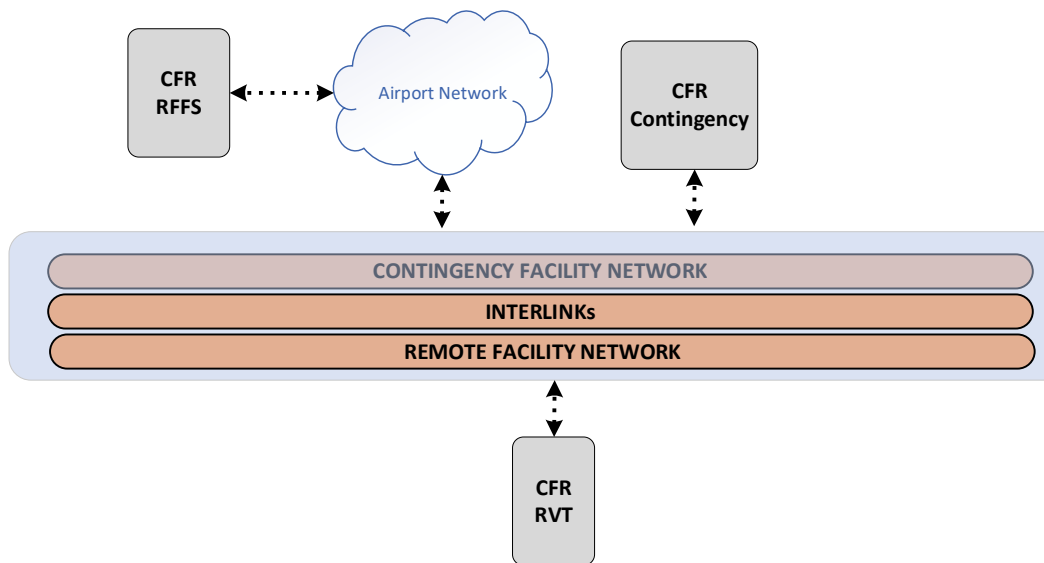 CFR
RFFS
Airport Network
CFR
Contingency
CONTINGENCY FACILITY NETWORK
INTERLINKs
REMOTE FACILITY NETWORK
CFR
RVT